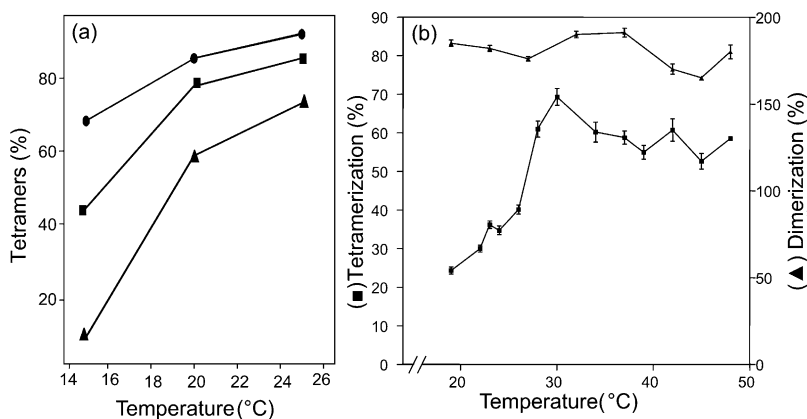 (a)
80
60
40
20
Tetramers (%)
14 16 18 20 22 24 26
Temperature (°C)
(b)
90
80
70
60
50
40
30
20
10
0
(■) Tetramerization (%)
200
150
100
50
0
(▲) Dimerization (%)
20 30 40 50
Temperature (°C)